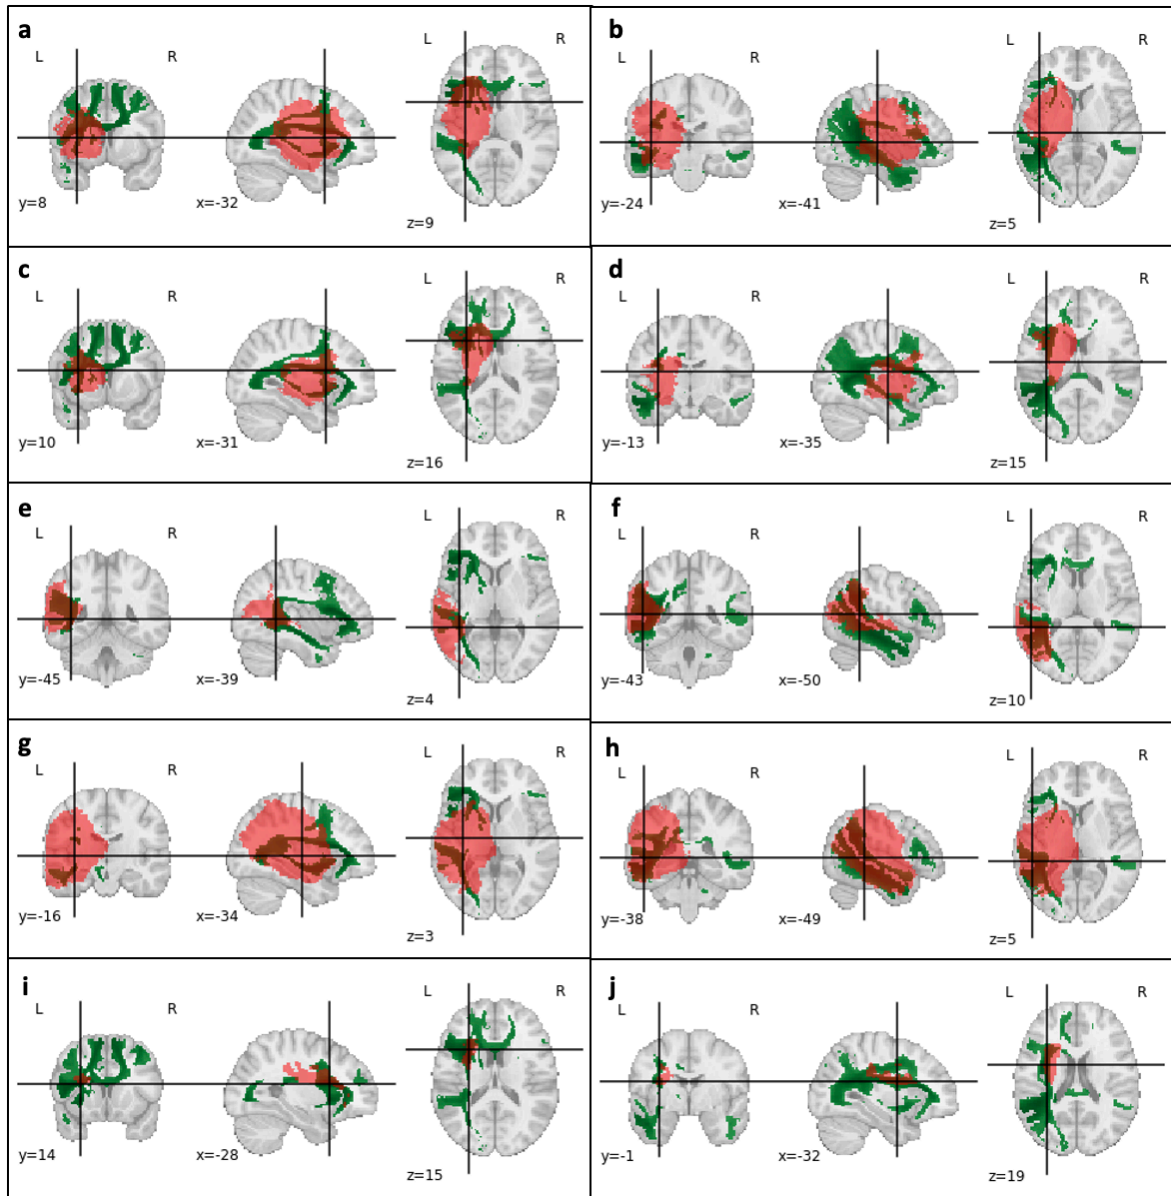 a
L R L R
y=8 x=-32 z=9
b
L R L R
y=-24 x=-41 z=5
c
L R L R
y=10 x=-31 z=16
d
L R L R
y=-13 x=-35 z=15
e
L R L R
y=-45 x=-39 z=4
f
L R L R
y=-43 x=-50 z=10
g
L R L R
y=-16 x=-34 z=3
h
L R L R
y=-38 x=-49 z=5
i
L R L R
y=14 x=-28 z=15
j
L R L R
y=-1 x=-32 z=19